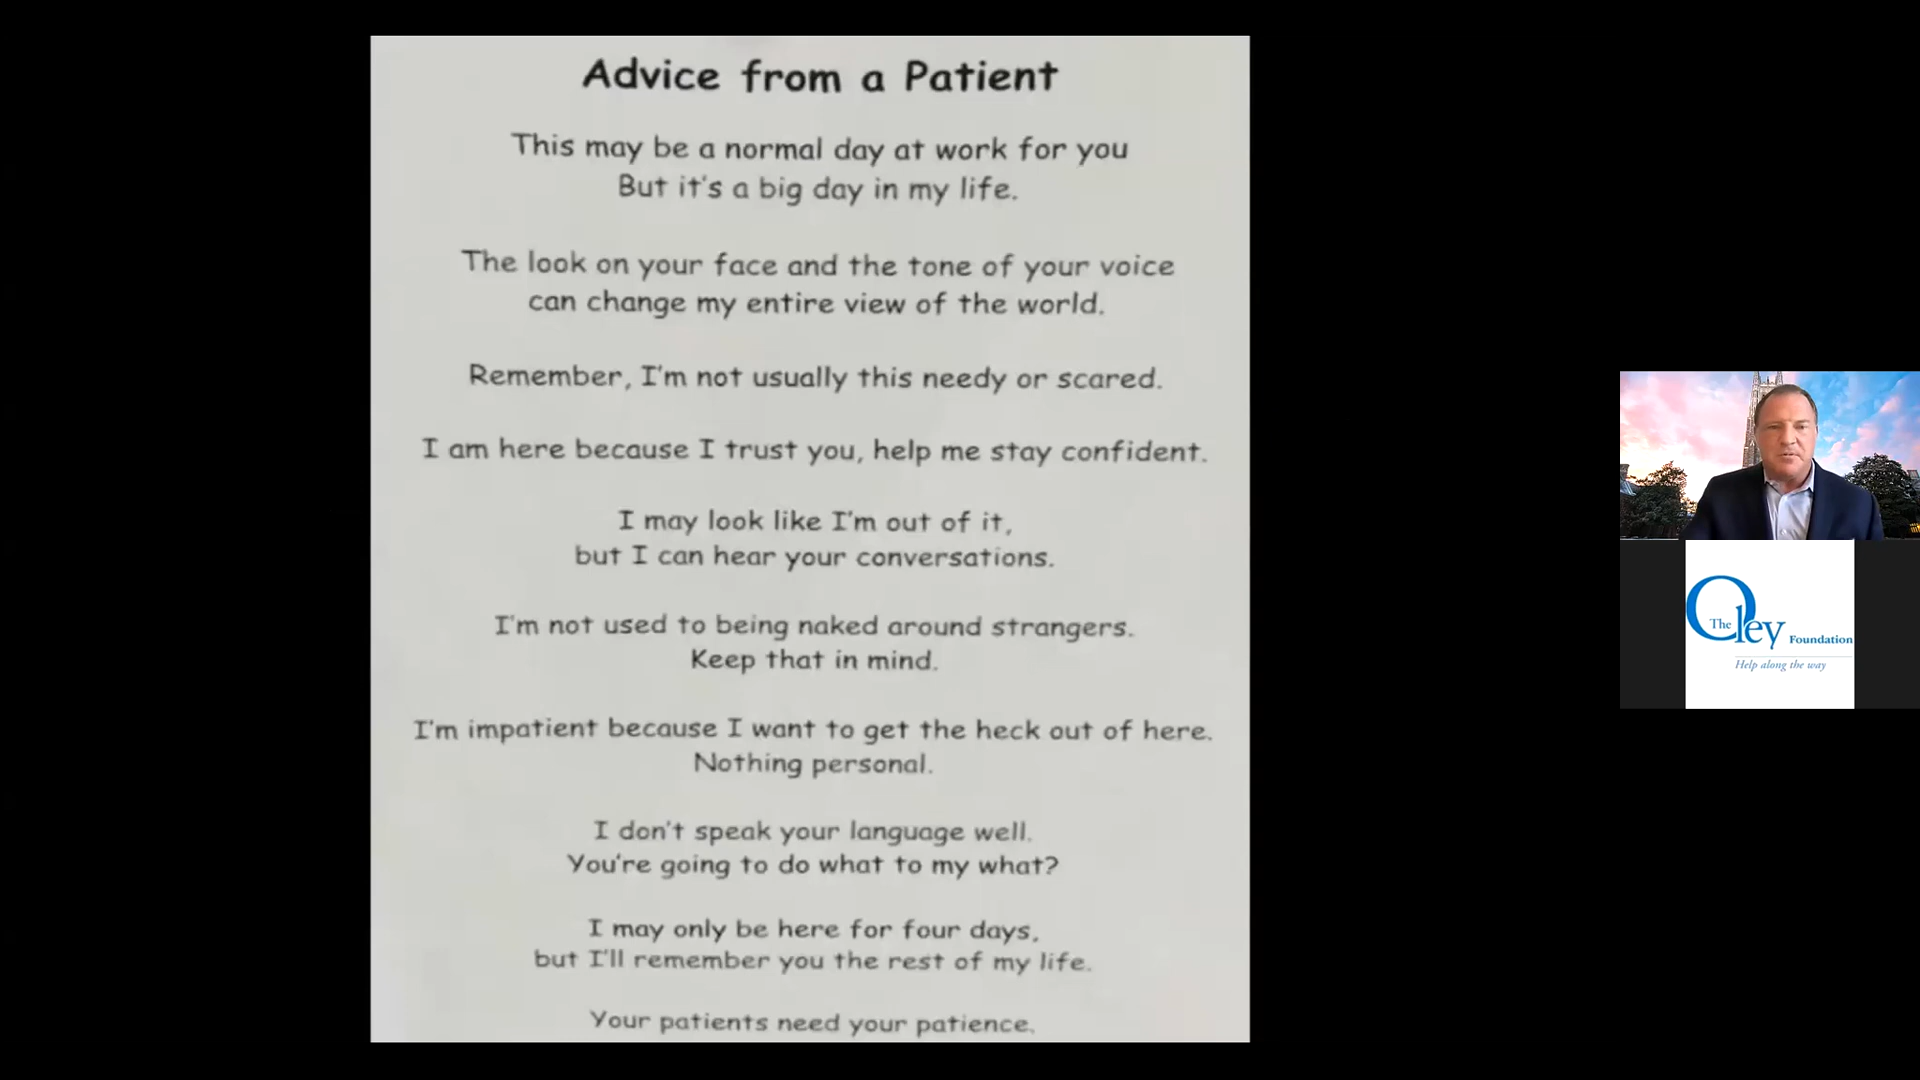 Advice from a Patient
This may be a normal day at work for you
But it's a big day in my life.
The look on your face and the tone of your voice
can change my entire view of the world.
Remember, I'm not usually this needy or scared.
I am here because I trust you, help me stay confident.
I may look like I'm out of it,
but I can hear your conversations.
I'm not used to being naked around strangers.
Keep that in mind.
I'm impatient because I want to get the heck out of here.
Nothing personal.
I don't speak your language well.
You're going to do what to my what?
I may only be here for four days,
but I'll remember you the rest of my life.
Your patients need your patience.
The Oley Foundation
Help along the way